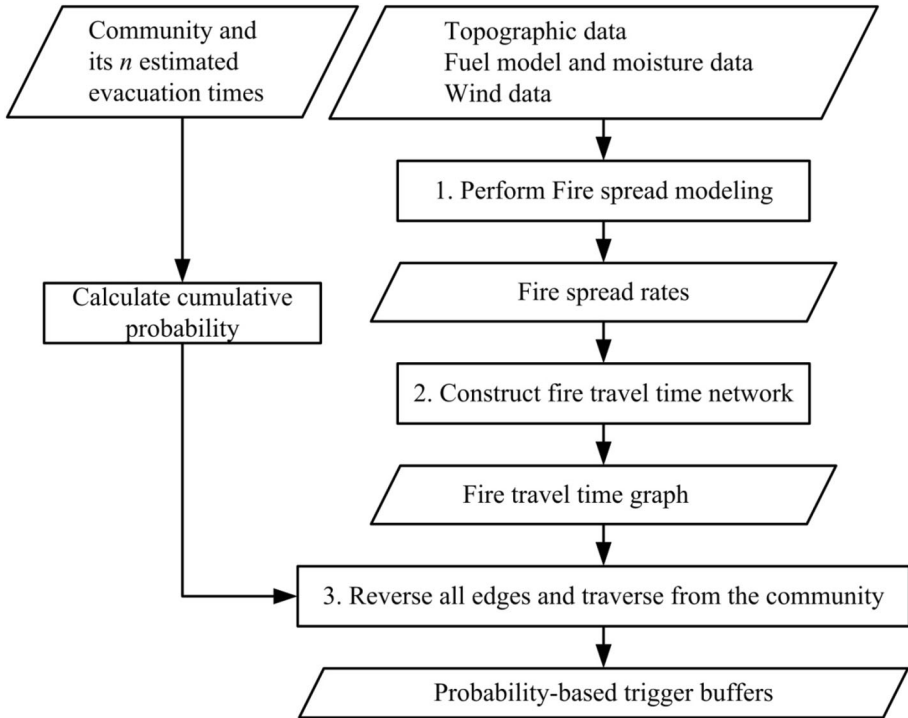 Community and
its n estimated
evacuation times
Topographic data
Fuel model and moisture data
Wind data
1. Perform Fire spread modeling
Fire spread rates
Calculate cumulative
probability
2. Construct fire travel time network
Fire travel time graph
3. Reverse all edges and traverse from the community
Probability-based trigger buffers